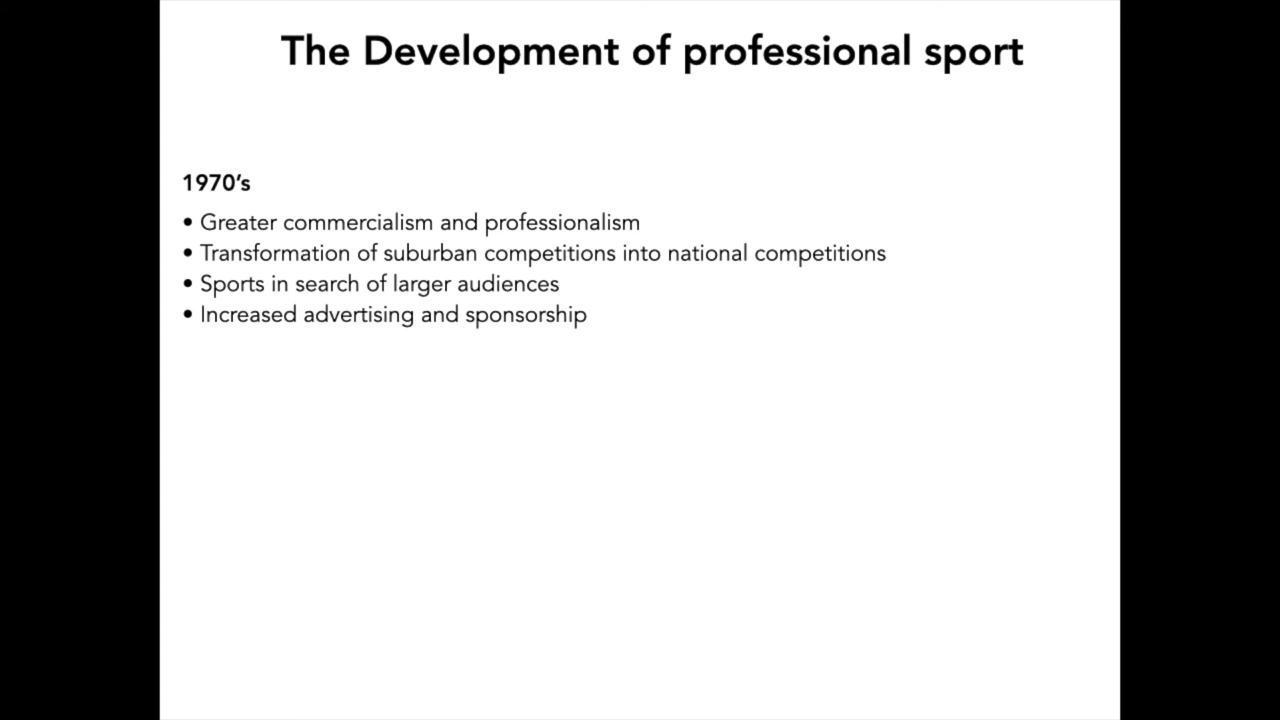 The Development of professional sport
1970’s
• Greater commercialism and professionalism
• Transformation of suburban competitions into national competitions
• Sports in search of larger audiences
• Increased advertising and sponsorship